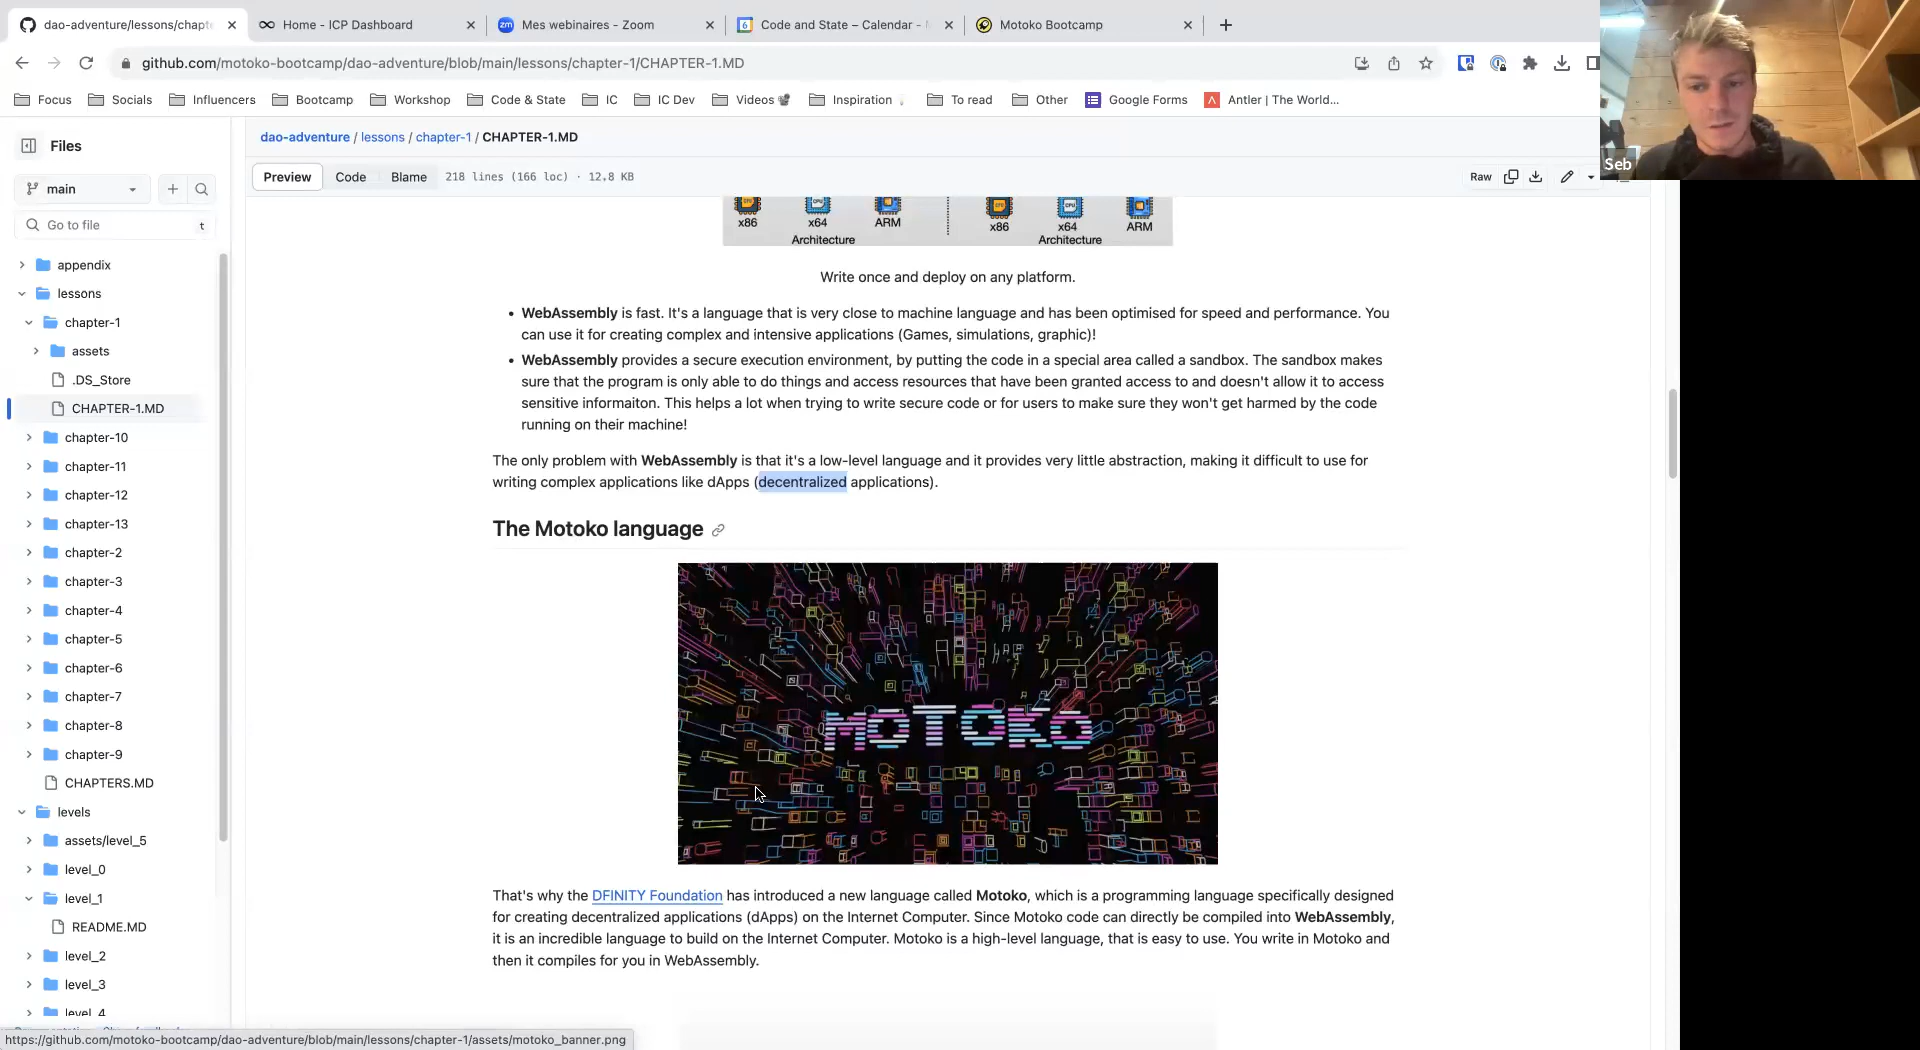 dao-adventure/lessons/chapt
Home - ICP Dashboard
zm
Mes webinaires - Zoom
6
Code and State – Calendar -
Motoko Bootcamp
github.com/motoko-bootcamp/dao-adventure/blob/main/lessons/chapter-1/CHAPTER-1.MD
Focus
Socials
Influencers
Bootcamp
Workshop
Code & State
IC
IC Dev
Videos
Inspiration
To read
Other
Google Forms
Antler | The World...
Seb
Files
dao-adventure / lessons / chapter-1 / CHAPTER-1.MD
main
Preview
Code
Blame
218 lines (166 loc) · 12.8 KB
Raw
Go to file
t
appendix
lessons
chapter-1
assets
.DS_Store
CHAPTER-1.MD
chapter-10
chapter-11
chapter-12
chapter-13
chapter-2
chapter-3
chapter-4
chapter-5
chapter-6
chapter-7
chapter-8
chapter-9
CHAPTERS.MD
levels
assets/level_5
level_0
level_1
README.MD
level_2
level_3
level_4
CPU CPU CPU CPU
x86 x64 ARM x86 x64 ARM
Architecture Architecture
Write once and deploy on any platform.
• WebAssembly is fast. It's a language that is very close to machine language and has been optimised for speed and performance. You
can use it for creating complex and intensive applications (Games, simulations, graphic)!
• WebAssembly provides a secure execution environment, by putting the code in a special area called a sandbox. The sandbox makes
sure that the program is only able to do things and access resources that have been granted access to and doesn't allow it to access
sensitive informaiton. This helps a lot when trying to write secure code or for users to make sure they won't get harmed by the code
running on their machine!
The only problem with WebAssembly is that it's a low-level language and it provides very little abstraction, making it difficult to use for
writing complex applications like dApps (decentralized applications).
The Motoko language
MOTOKO
That's why the DFINITY Foundation has introduced a new language called Motoko, which is a programming language specifically designed
for creating decentralized applications (dApps) on the Internet Computer. Since Motoko code can directly be compiled into WebAssembly,
it is an incredible language to build on the Internet Computer. Motoko is a high-level language, that is easy to use. You write in Motoko and
then it compiles for you in WebAssembly.
https://github.com/motoko-bootcamp/dao-adventure/blob/main/lessons/chapter-1/assets/motoko_banner.png